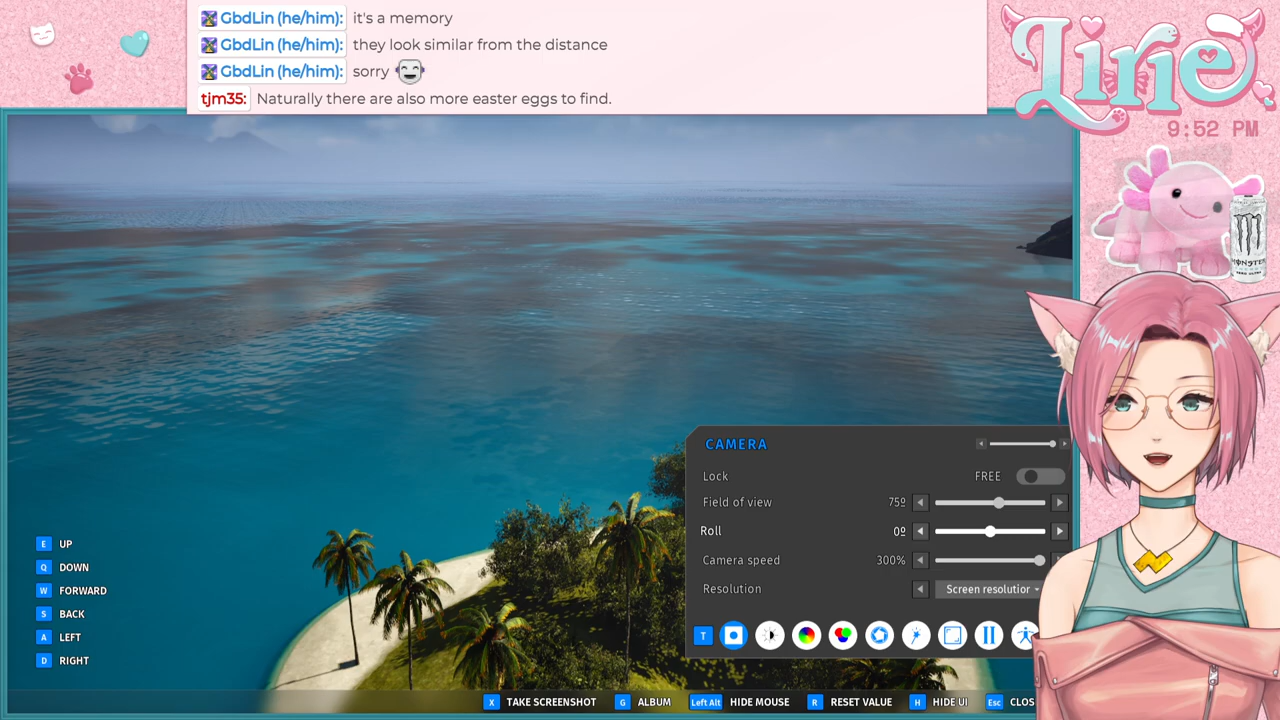 GbdLin (he/him): it's a memory
GbdLin (he/him): they look similar from the distance
GbdLin (he/him): sorry
tjm35: Naturally there are also more easter eggs to find.
Lirie
9:52 PM
MONSTER
CAMERA
Lock FREE
Field of view 75º
Roll 0º
Camera speed 300%
Resolution Screen resolution
T
E UP
Q DOWN
W FORWARD
S BACK
A LEFT
D RIGHT
X TAKE SCREENSHOT G ALBUM Left Alt HIDE MOUSE R RESET VALUE H HIDE UI Esc CLOS